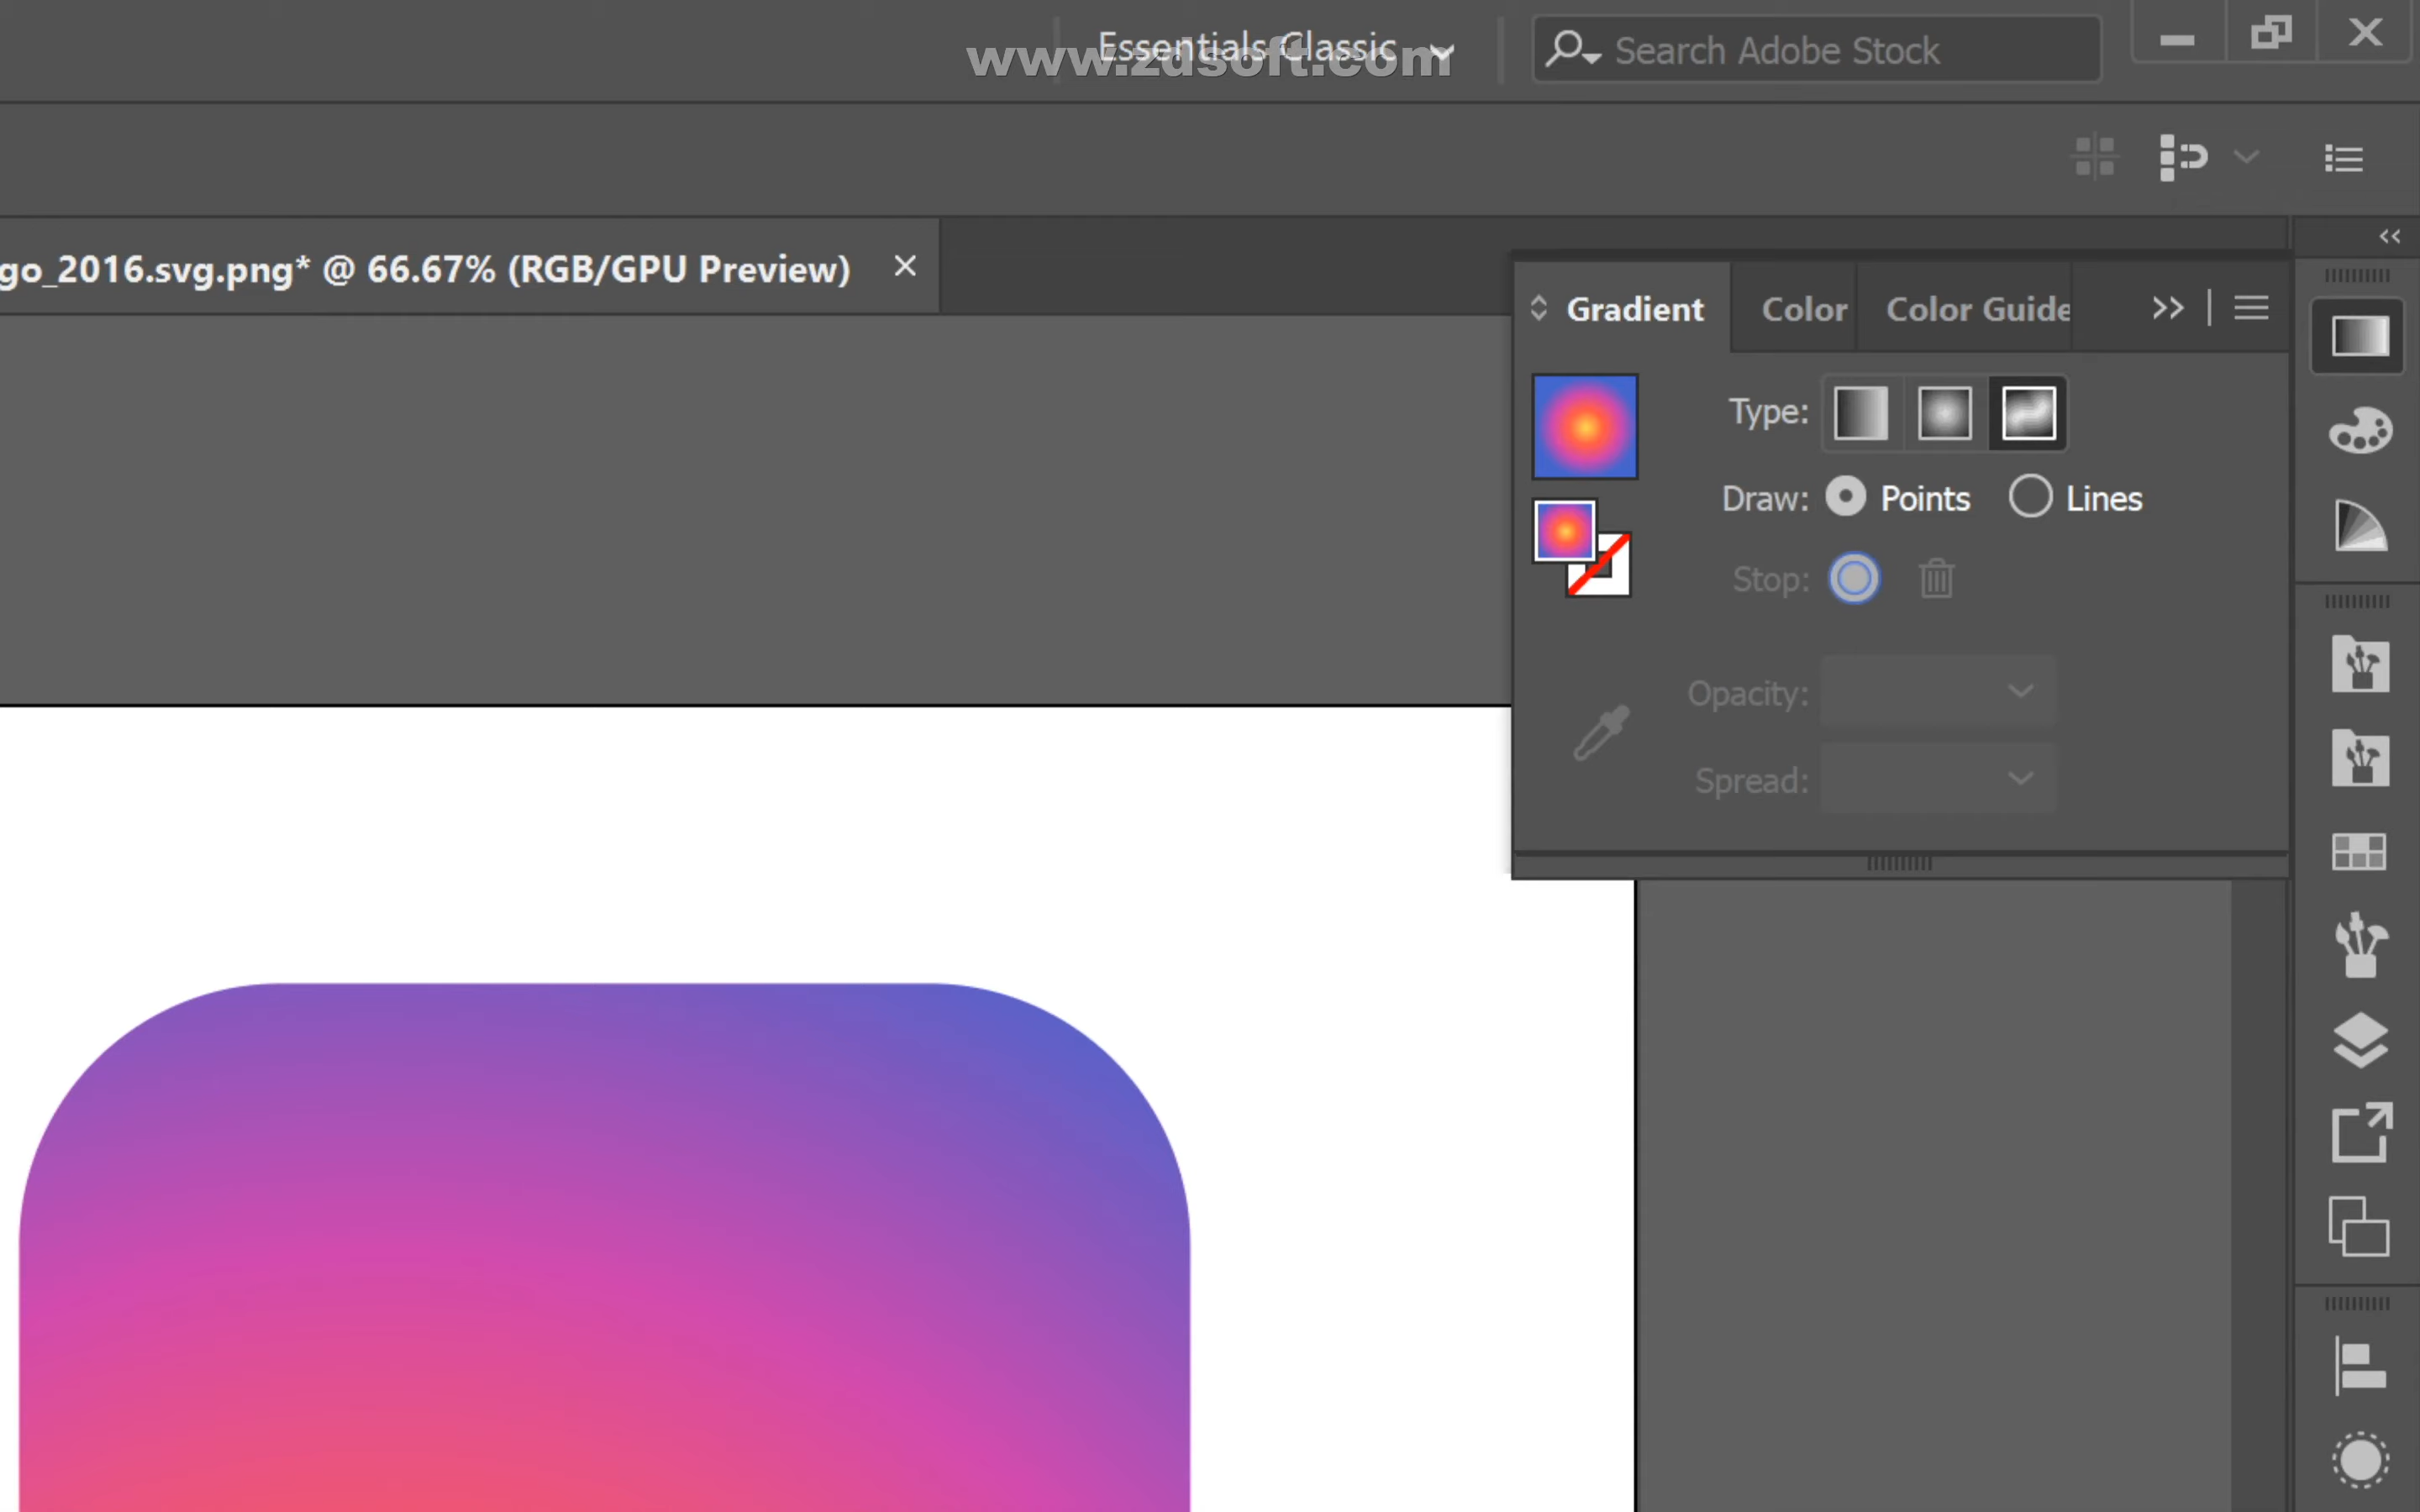 Essentials Classic
www.zdsoft.com
Search Adobe Stock
go_2016.svg.png* @ 66.67% (RGB/GPU Preview)
Gradient
Color
Color Guide
Type:
Draw:
Points
Lines
Stop:
Opacity:
Spread: